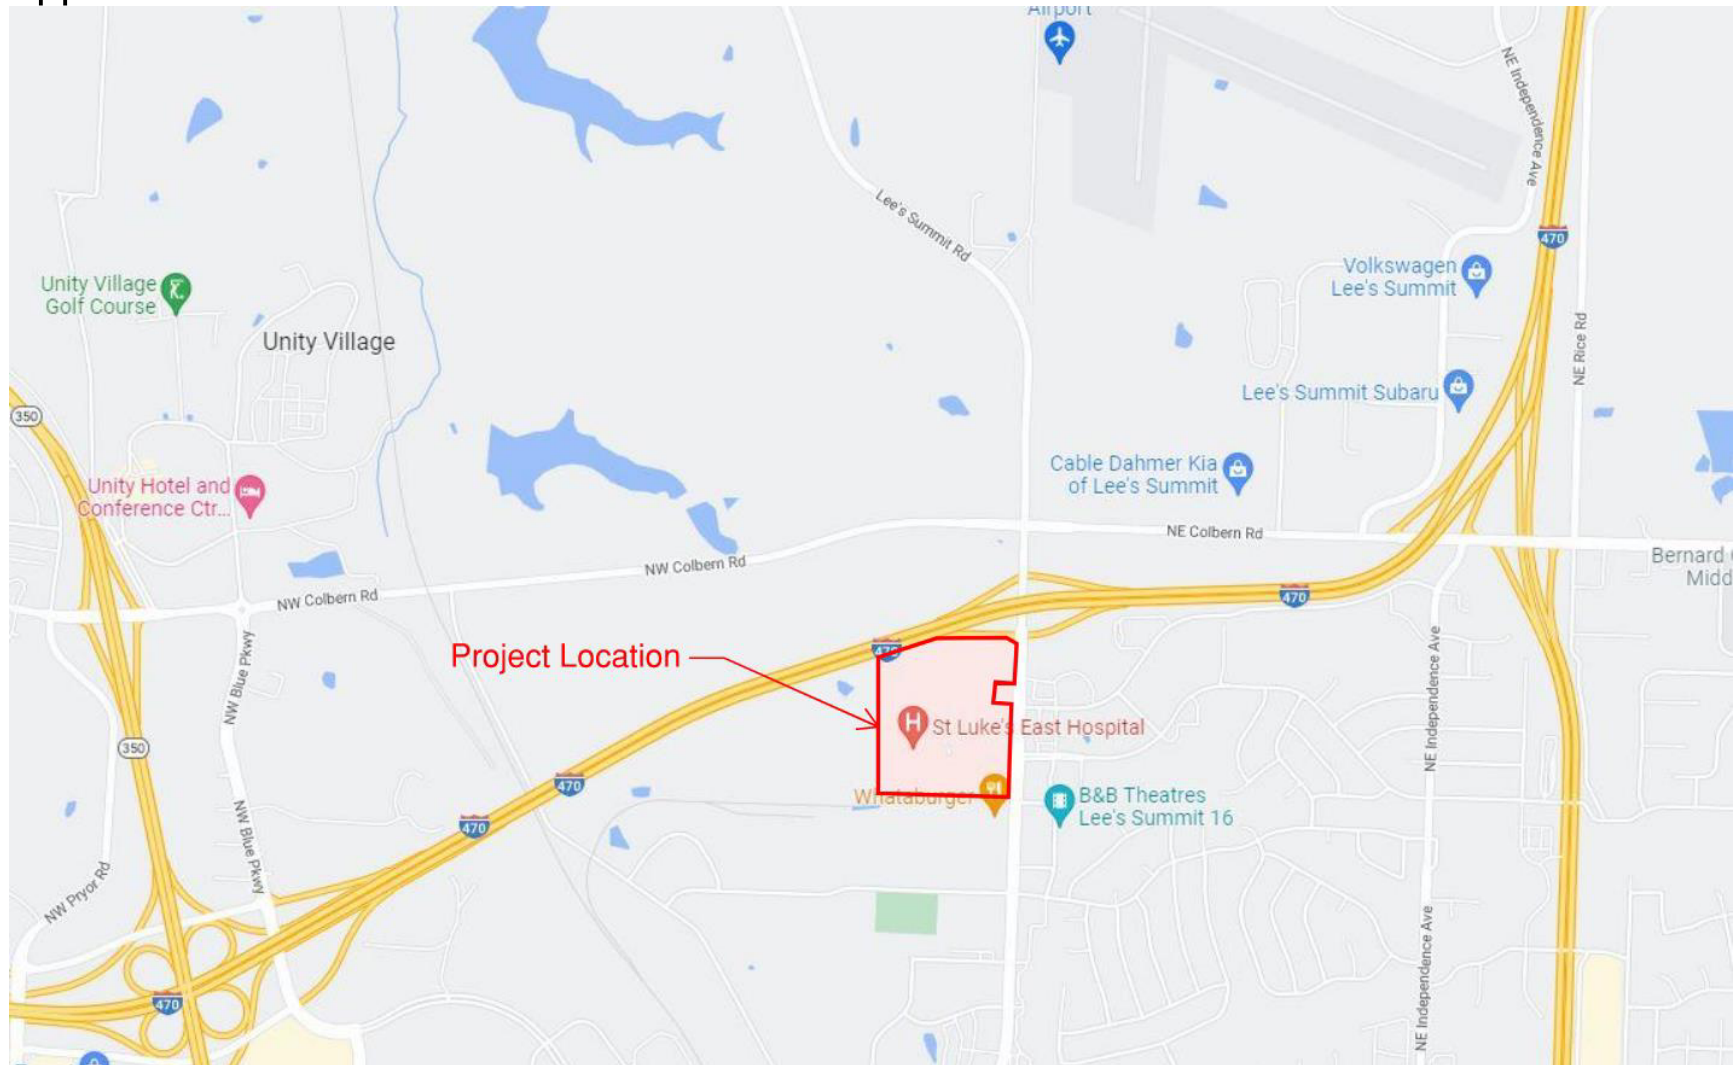 Airport
NE Independence Ave
Lee's Summit Rd
470
Volkswagen
Lee's Summit
Unity Village
Golf Course
Unity Village
NE Rice Rd
350
Lee's Summit Subaru
Cable Dahmer Kia
of Lee's Summit
Unity Hotel and
Conference Ctr...
NE Colbern Rd
Bernard
Midd
NW Colbern Rd
NW Colbern Rd
470
Project Location
470
NW Blue Pkwy
NE Independence Ave
St Luke's East Hospital
350
470
Whataburger
B&B Theatres
Lee's Summit 16
470
NW Blue Pkwy
NW Pryor Rd
NE Independence Ave
470